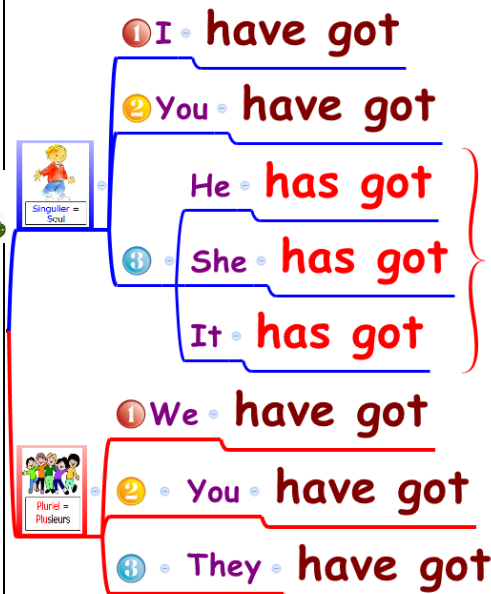 1 I have got
2 You have got
He has got
Singulier =
Seul
3 She has got
It has got
1 We have got
2 You have got
Pluriel =
Plusieurs
3 They have got